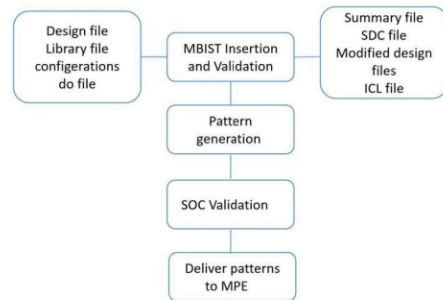 Design file
Library file
configerations
do file
MBIST Insertion
and Validation
Summary file
SDC file
Modified design
files
ICL file
Pattern
generation
SOC Validation
Deliver patterns
to MPE